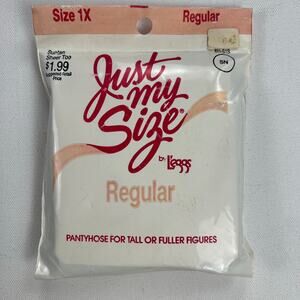 Size 1X
Regular
Suntan
Sheer Toe
$1.99
Suggested Retail
Price
SN
Just
my
Size®
by L'eggs
Regular
PANTYHOSE FOR TALL OR FULLER FIGURES